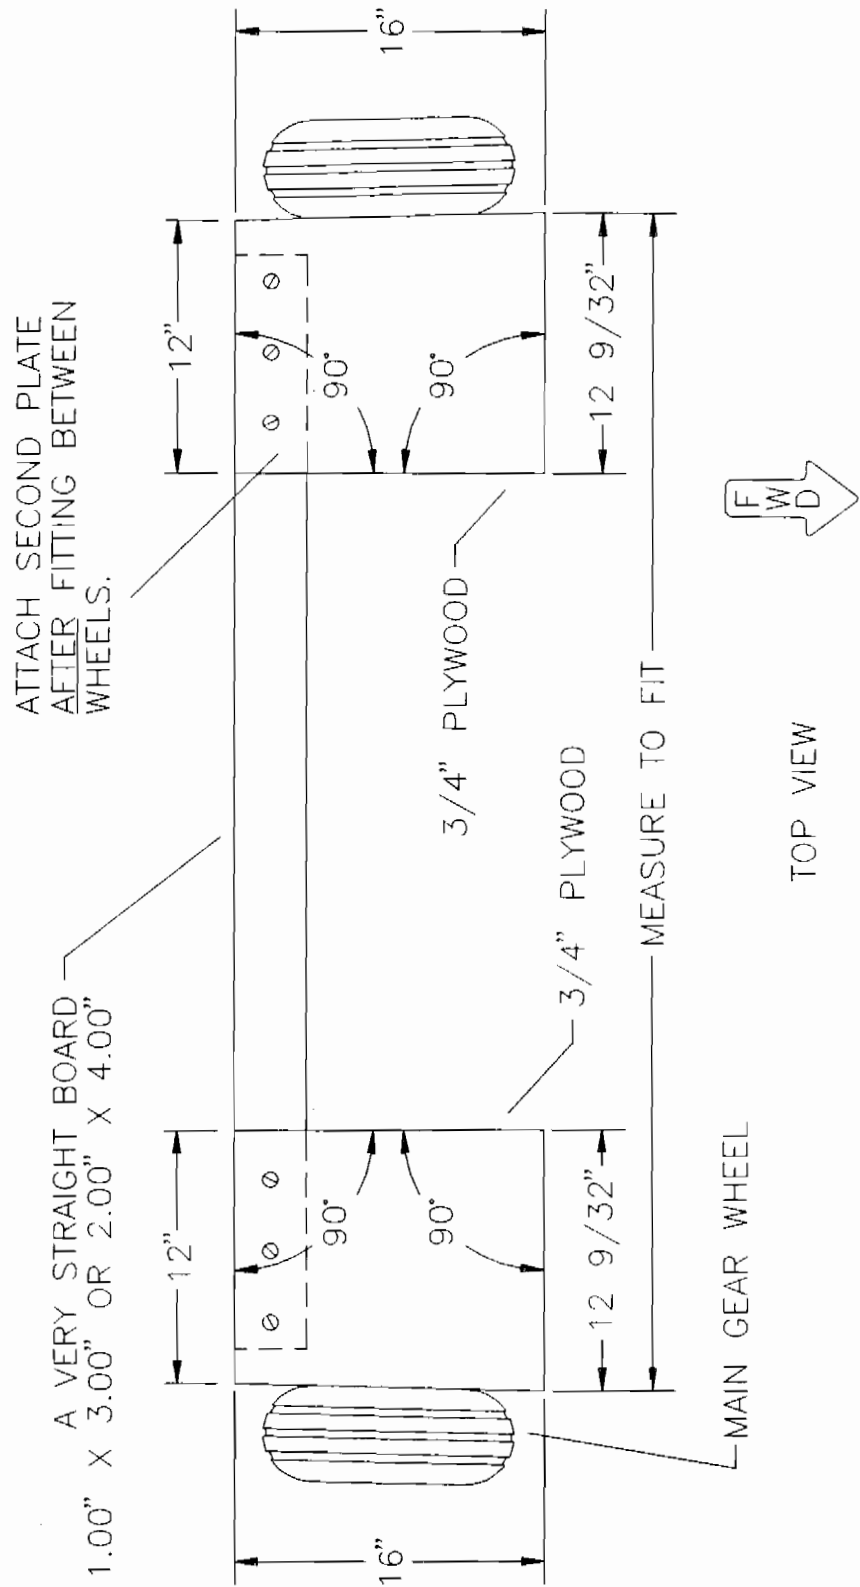 ATTACH SECOND PLATE
AFTER FITTING BETWEEN
WHEELS.
A VERY STRAIGHT BOARD
1.00" X 3.00" OR 2.00" X 4.00"
12"
12"
16"
16"
90°
90°
90°
90°
12 9/32"
12 9/32"
3/4" PLYWOOD
3/4" PLYWOOD
MEASURE TO FIT
MAIN GEAR WHEEL
FWD
TOP VIEW